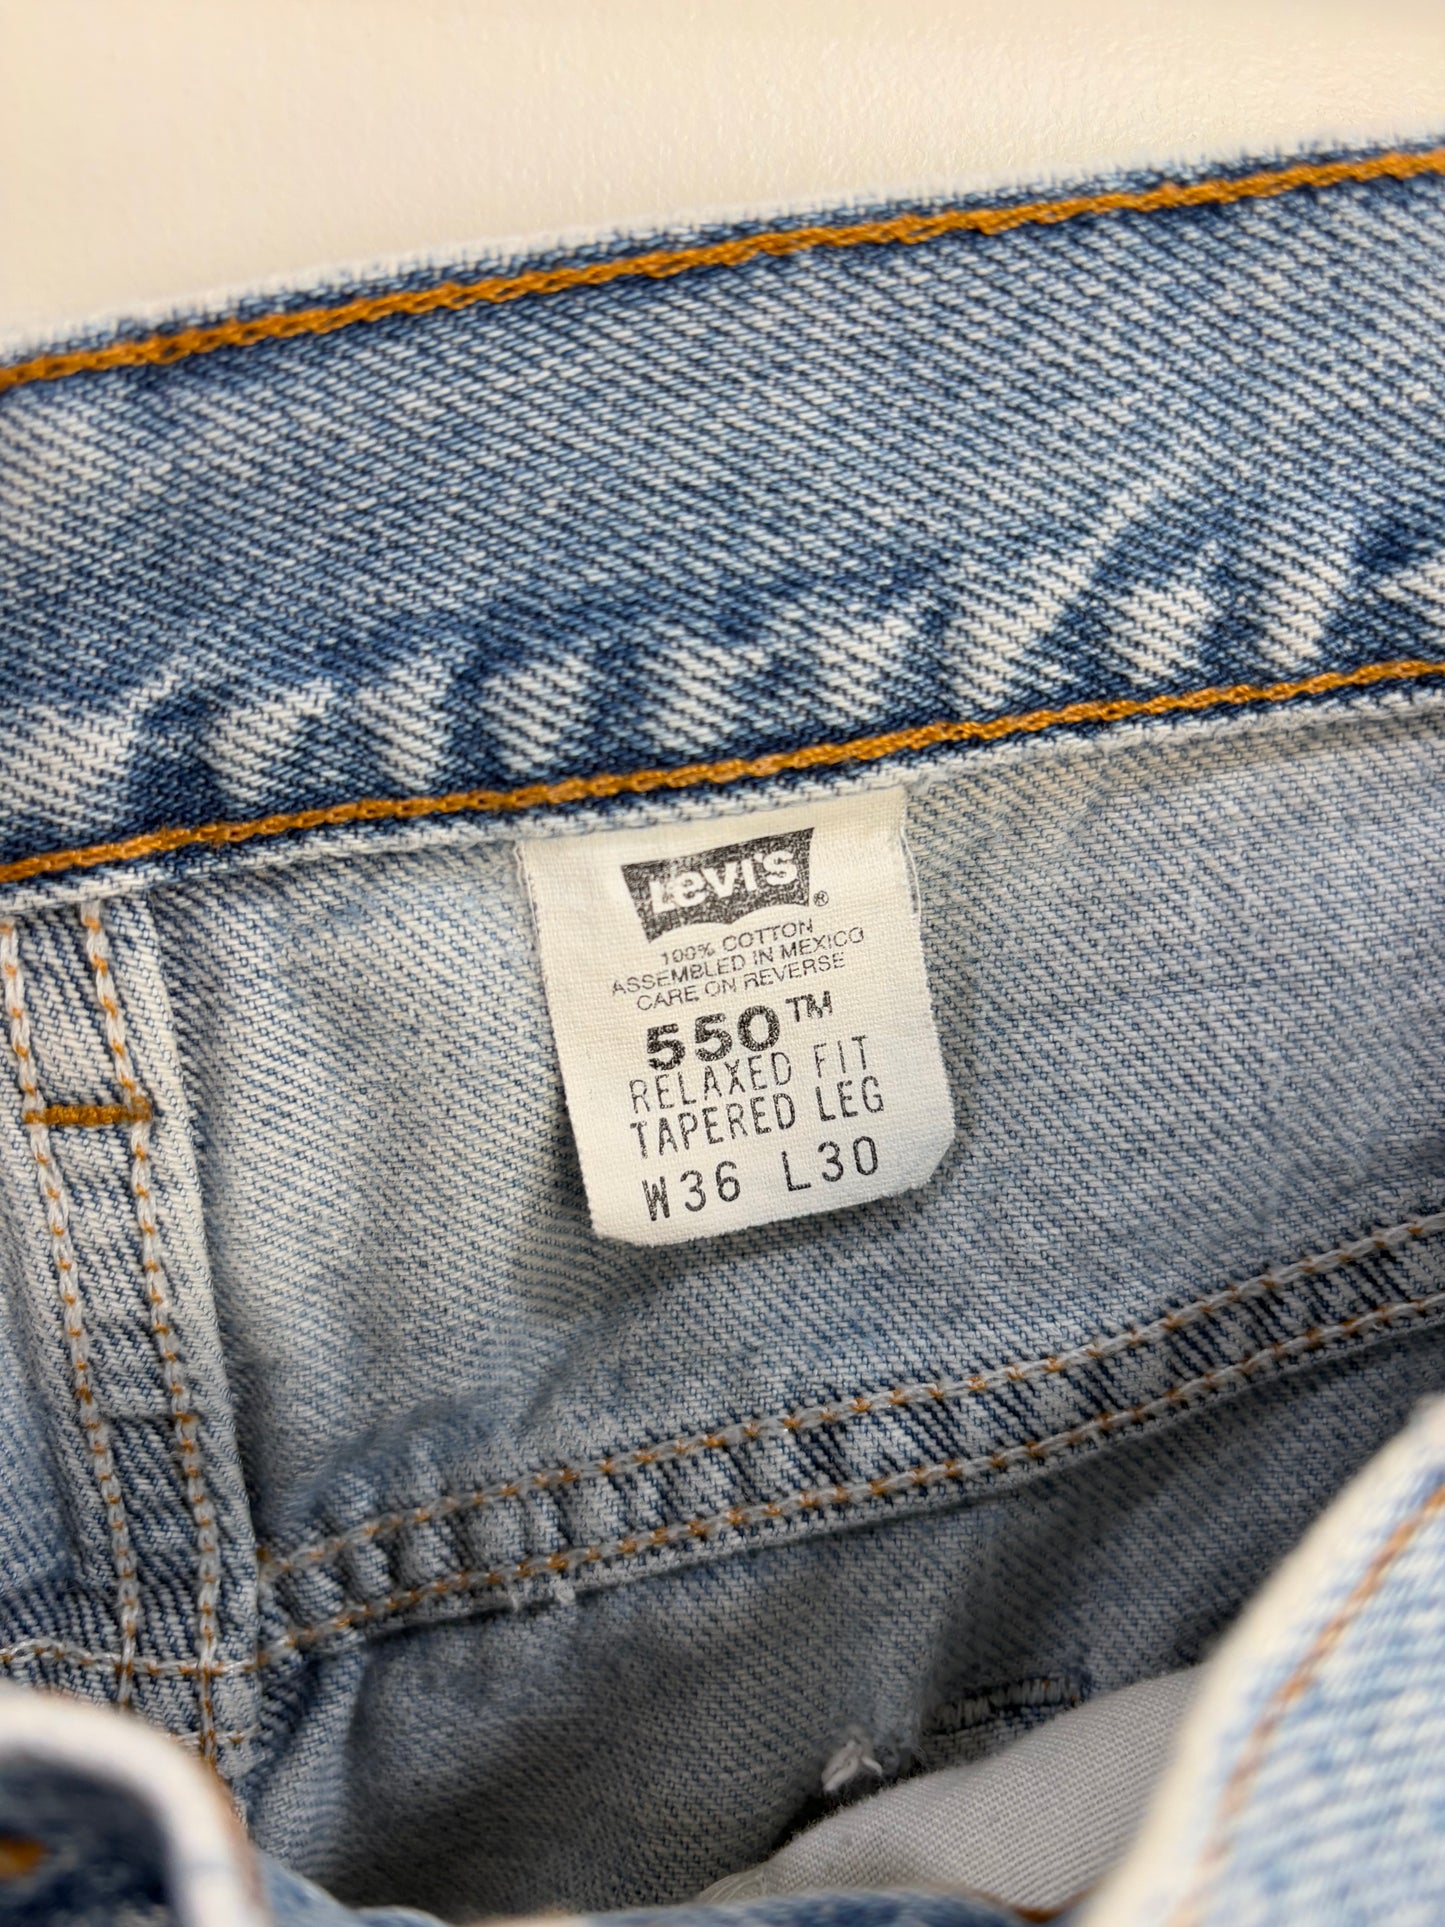 Levi's®
100% COTTON
ASSEMBLED IN MEXICO
CARE ON REVERSE
550™
RELAXED FIT
TAPERED LEG
W36 L30